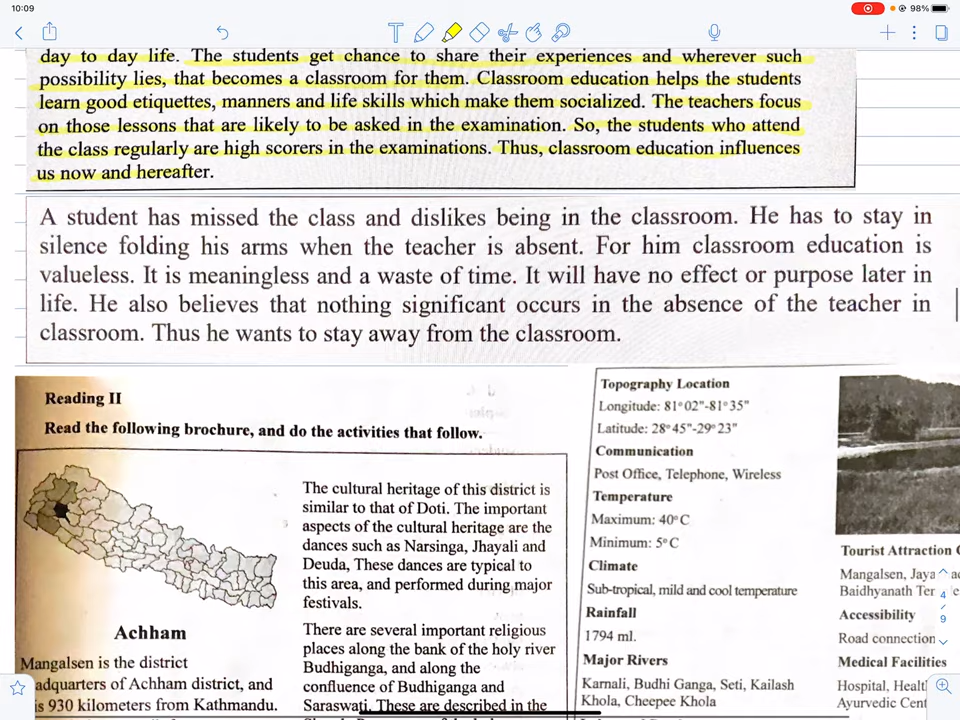 10:09
98%
day to day life. The students get chance to share their experiences and wherever such
possibility lies, that becomes a classroom for them. Classroom education helps the students
learn good etiquettes, manners and life skills which make them socialized. The teachers focus
on those lessons that are likely to be asked in the examination. So, the students who attend
the class regularly are high scorers in the examinations. Thus, classroom education influences
us now and hereafter.
A student has missed the class and dislikes being in the classroom. He has to stay in
silence folding his arms when the teacher is absent. For him classroom education is
valueless. It is meaningless and a waste of time. It will have no effect or purpose later in
life. He also believes that nothing significant occurs in the absence of the teacher in
classroom. Thus he wants to stay away from the classroom.
Reading II
Read the following brochure, and do the activities that follow.
Achham
Mangalsen is the district
adquarters of Achham district, and
is 930 kilometers from Kathmandu.
The cultural heritage of this district is
similar to that of Doti. The important
aspects of the cultural heritage are the
dances such as Narsinga, Jhayali and
Deuda, These dances are typical to
this area, and performed during major
festivals.
There are several important religious
places along the bank of the holy river
Budhiganga, and along the
confluence of Budhiganga and
Saraswati. These are described in the
Topography Location
Longitude: 81°02"-81°35"
Latitude: 28°45"-29°23"
Communication
Post Office, Telephone, Wireless
Temperature
Maximum: 40°C
Minimum: 5°C
Climate
Sub-tropical, mild and cool temperature
Rainfall
1794 ml.
Major Rivers
Karnali, Budhi Ganga, Seti, Kailash
Khola, Cheepee Khola
Tourist Attraction
Mangalsen, Jaya
Baidhyanath
Accessibility
Road connection
Medical Facilities
Hospital,
Ayurvedic
4
9